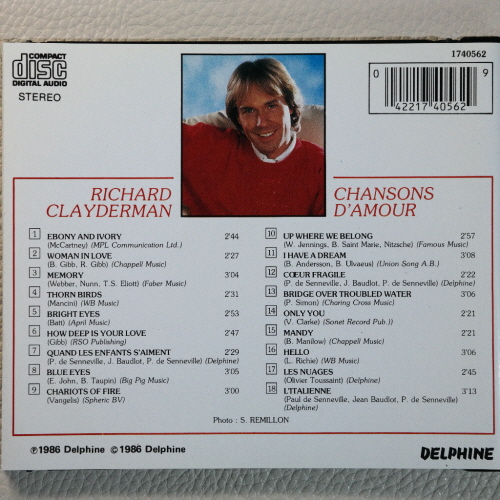 COMPACT
disc
DIGITAL AUDIO
STEREO
1740562
0 9
42217 40562
RICHARD
CLAYDERMAN
CHANSONS
D'AMOUR
1 EBONY AND IVORY 2'44
(McCartney) (MPL Communication Ltd.)
2 WOMAN IN LOVE 2'27
(B. Gibb, R. Gibb) (Chappell Music)
3 MEMORY 3'04
(Webber, Nunn, T.S. Eliott) (Faber Music)
4 THORN BIRDS 2'31
(Mancini) (WB Music)
5 BRIGHT EYES 2'53
(Batt) (April Music)
6 HOW DEEP IS YOUR LOVE 2'47
(Gibb) (RSO Publishing)
7 QUAND LES ENFANTS S'AIMENT 2'29
(P. de Senneville, J. Baudlot, P. de Senneville) (Delphine)
8 BLUE EYES 3'05
(E. John, B. Taupin) (Big Pig Music)
9 CHARIOTS OF FIRE 3'00
(Vangelis) (Spheric BV)
10 UP WHERE WE BELONG 2'57
(W. Jennings, B. Saint Marie, Nitzsche) (Famous Music)
11 I HAVE A DREAM 3'08
(B. Andersson, B. Ulvaeus) (Union Song A.B.)
12 CŒUR FRAGILE 2'22
(P. de Senneville, J. Baudlot, P. de Senneville) (Delphine)
13 BRIDGE OVER TROUBLED WATER 3'06
(P. Simon) (Charing Cross Music)
14 ONLY YOU 2'21
(V. Clarke) (Sonet Record Pub.))
15 MANDY 2'21
(B. Manilow) (Chappell Music)
16 HELLO 3'06
(L. Richie) (WB Music)
17 LES NUAGES 2'45
(Olivier Toussaint) (Delphine)
18 L'ITALIENNE 3'13
(Paul de Senneville, Jean Baudlot, P. de Senneville)
(Delphine)
Photo : S. REMILLON
℗1986 Delphine ©1986 Delphine
DELPHINE